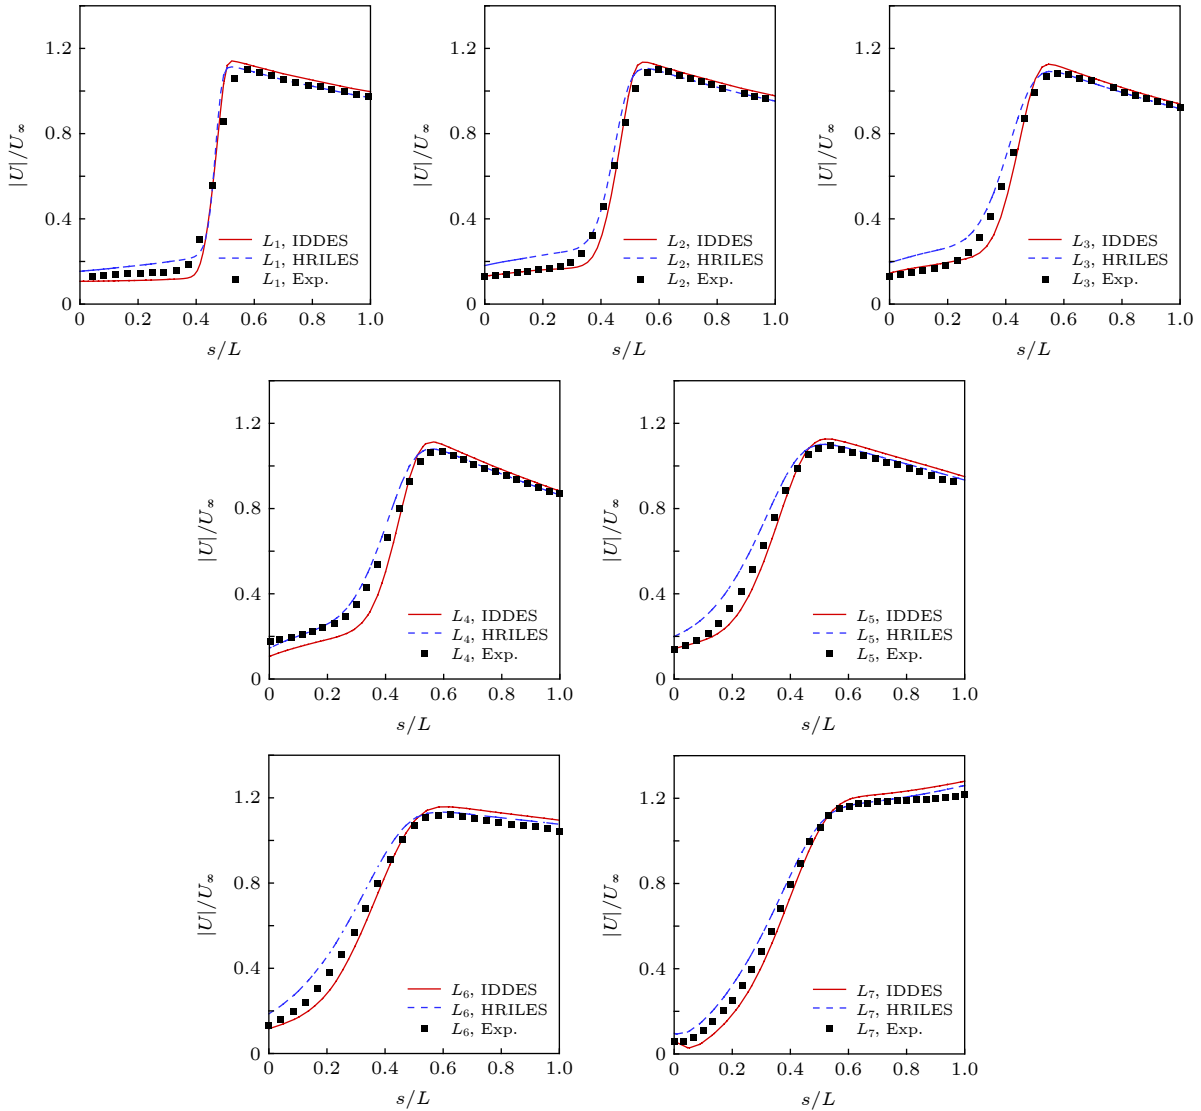 |U|/U∞
1.2
0.8
0.4
0
L1, IDDES
L1, HRILES
L1, Exp.
0 0.2 0.4 0.6 0.8 1.0
s/L
|U|/U∞
1.2
0.8
0.4
0
L2, IDDES
L2, HRILES
L2, Exp.
0 0.2 0.4 0.6 0.8 1.0
s/L
|U|/U∞
1.2
0.8
0.4
0
L3, IDDES
L3, HRILES
L3, Exp.
0 0.2 0.4 0.6 0.8 1.0
s/L
|U|/U∞
1.2
0.8
0.4
0
L4, IDDES
L4, HRILES
L4, Exp.
0 0.2 0.4 0.6 0.8 1.0
s/L
|U|/U∞
1.2
0.8
0.4
0
L5, IDDES
L5, HRILES
L5, Exp.
0 0.2 0.4 0.6 0.8 1.0
s/L
|U|/U∞
1.2
0.8
0.4
0
L6, IDDES
L6, HRILES
L6, Exp.
0 0.2 0.4 0.6 0.8 1.0
s/L
|U|/U∞
1.2
0.8
0.4
0
L7, IDDES
L7, HRILES
L7, Exp.
0 0.2 0.4 0.6 0.8 1.0
s/L